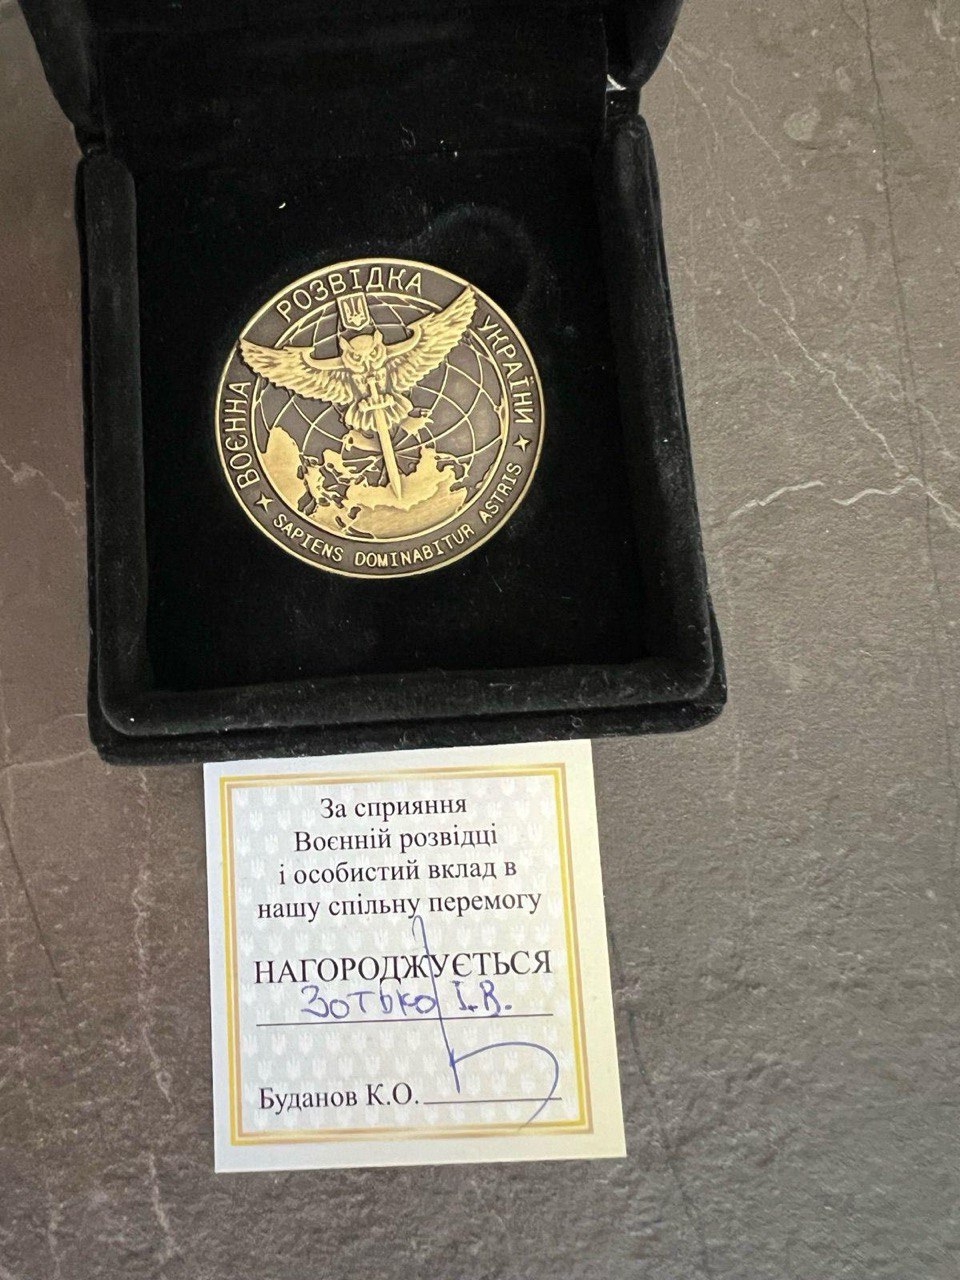 ВОЄННА РОЗВІДКА УКРАЇНИ
SAPIENS DOMINABITUR ASTRIS
За сприяння
Воєнній розвідці
і особистий вклад в
нашу спільну перемогу
НАГОРОДЖУЄТЬСЯ
Зотько І.В.
Буданов К.О.